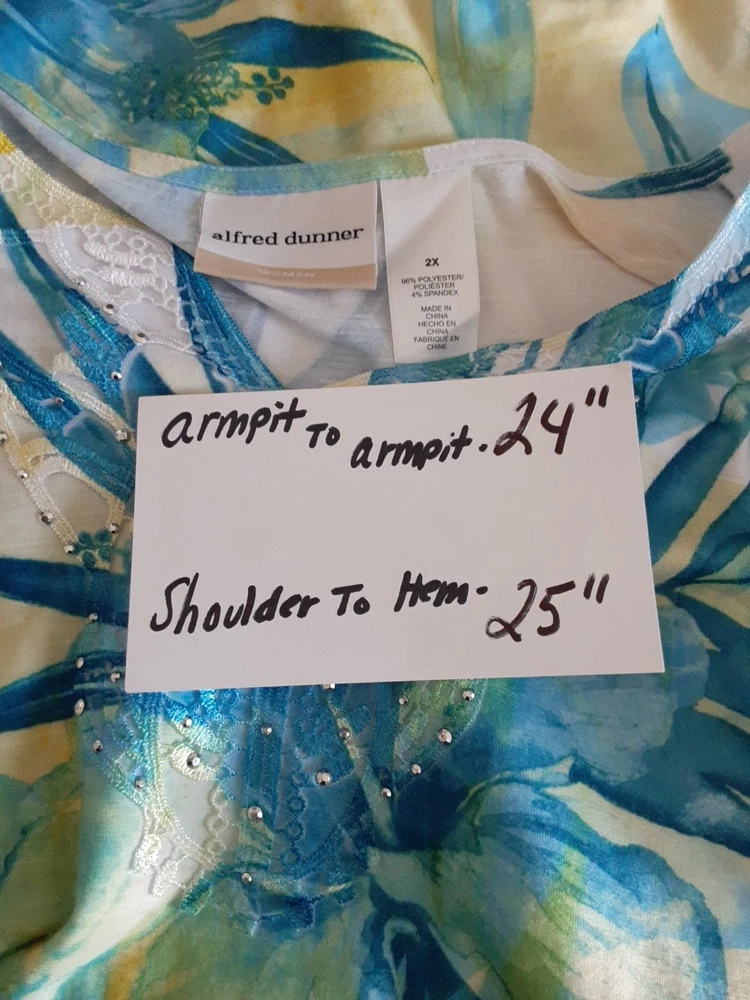 alfred dunner
WOMAN
2X
96% POLYESTER/
POLIÉSTER
4% SPANDEX
MADE IN
CHINA
HECHO EN
CHINA
FABRIQUÉ EN
CHINE
armpit To armpit. 24"
Shoulder To Hem - 25"